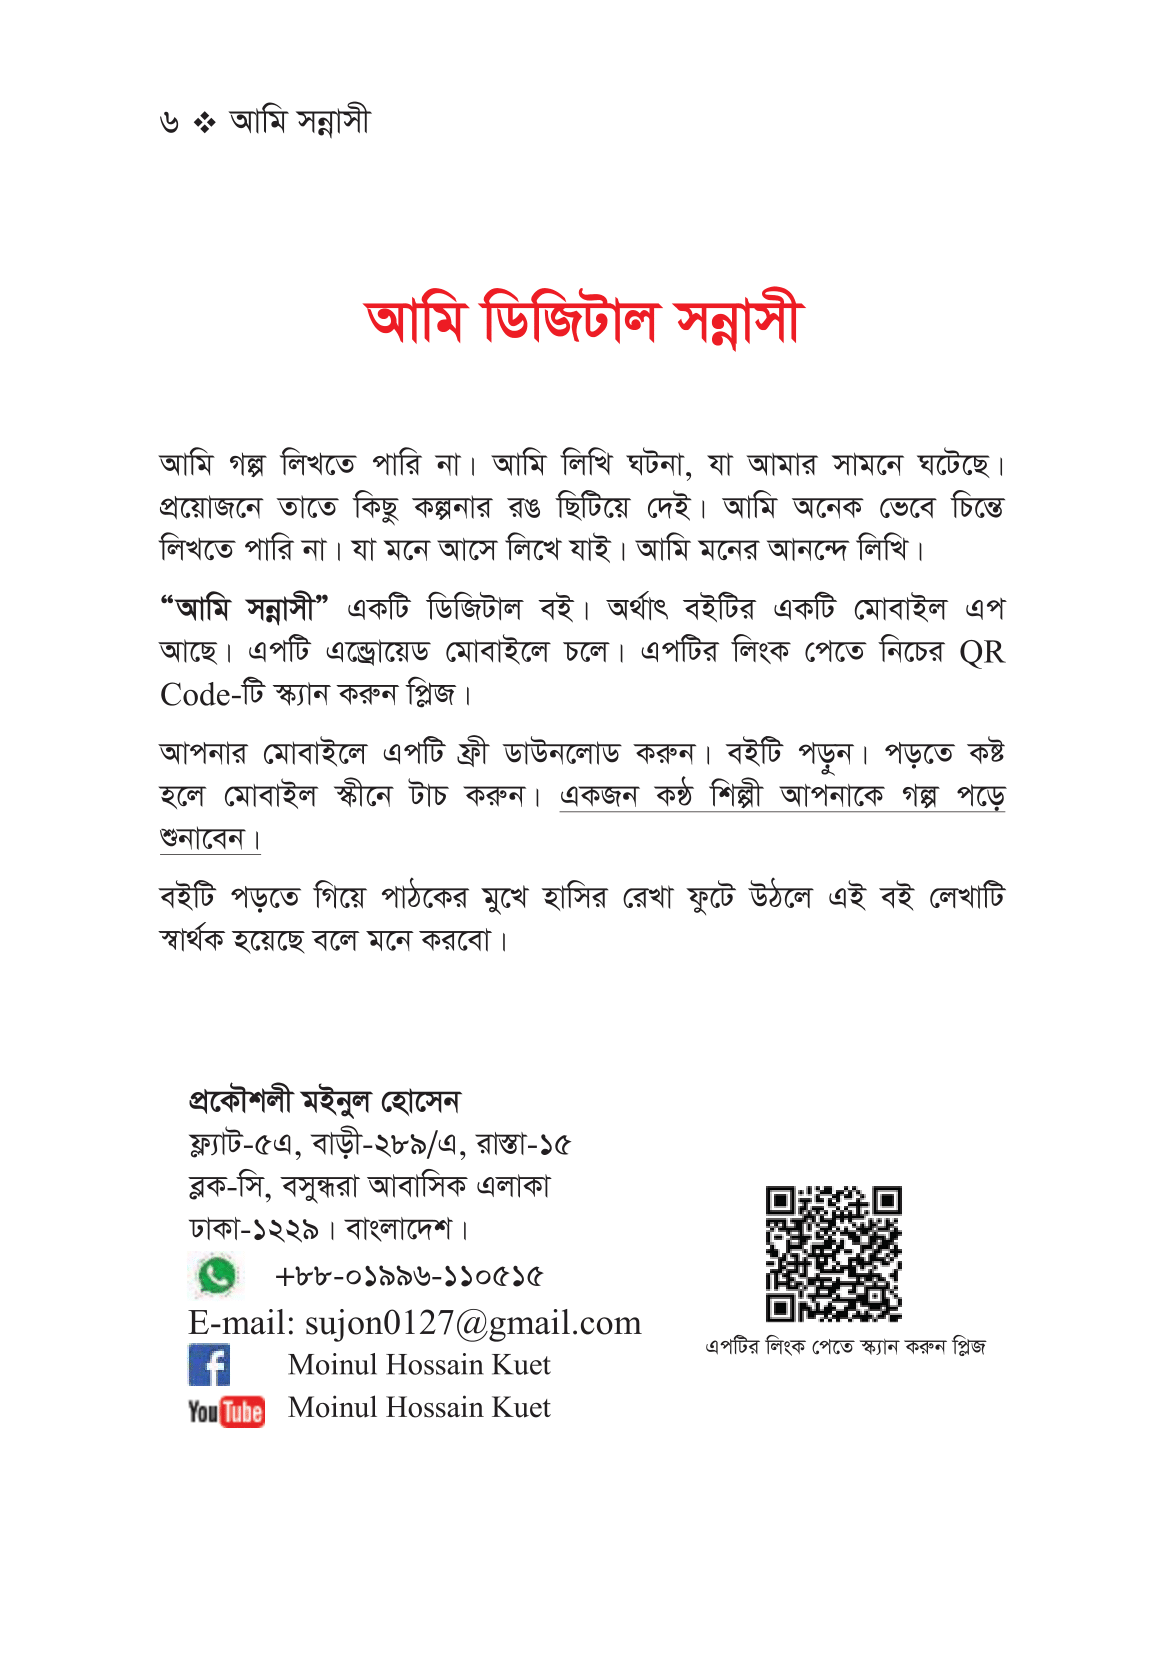 ৬ ❖ আমি সন্নাসী
আমি ডিজিটাল সন্নাসী
আমি গল্প লিখতে পারি না। আমি লিখি ঘটনা, যা আমার সামনে ঘটেছে।
প্রয়োজনে তাতে কিছু কল্পনার রঙ ছিটিয়ে দেই। আমি অনেক ভেবে চিন্তে
লিখতে পারি না। যা মনে আসে লিখে যাই। আমি মনের আনন্দে লিখি।
“আমি সন্নাসী” একটি ডিজিটাল বই। অর্থাৎ বইটির একটি মোবাইল এপ
আছে। এপটি এন্ড্রোয়েড মোবাইলে চলে। এপটির লিংক পেতে নিচের QR
Code-টি স্ক্যান করুন প্লিজ।
আপনার মোবাইলে এপটি ফ্রী ডাউনলোড করুন। বইটি পড়ুন। পড়তে কষ্ট
হলে মোবাইল স্কীনে টাচ করুন। একজন কণ্ঠ শিল্পী আপনাকে গল্প পড়ে
শুনাবেন।
বইটি পড়তে গিয়ে পাঠকের মুখে হাসির রেখা ফুটে উঠলে এই বই লেখাটি
স্বার্থক হয়েছে বলে মনে করবো।
প্রকৌশলী মইনুল হোসেন
ফ্ল্যাট-৫এ, বাড়ী-২৮৯/এ, রাস্তা-১৫
ব্লক-সি, বসুন্ধরা আবাসিক এলাকা
ঢাকা-১২২৯। বাংলাদেশ।
+৮৮-০১৯৯৬-১১০৫১৫
E-mail: sujon0127@gmail.com
f Moinul Hossain Kuet
YouTube Moinul Hossain Kuet
এপটির লিংক পেতে স্ক্যান করুন প্লিজ